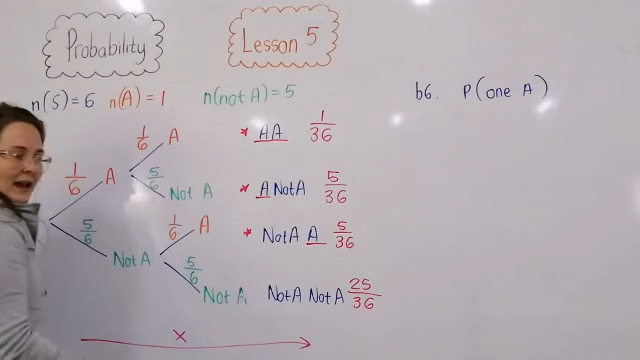 Probability
Lesson 5
n(S)=6 n(A)=1 n(not A)=5
b6. P(one A)
1/6 A
5/6 Not A
1/6 A
5/6 Not A
1/6 A
5/6 Not A
* AA 1/36
* A Not A 5/36
* Not A A 5/36
Not A Not A 25/36
×